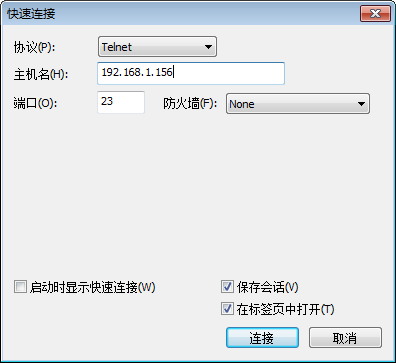 快速连接
协议(P): Telnet
主机名(H): 192.168.1.156
端口(O): 23 防火墙(F): None
启动时显示快速连接(W) 保存会话(V)
在标签页中打开(T)
连接 取消